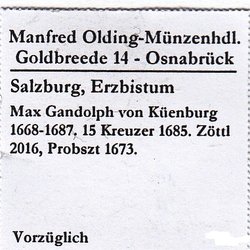 Manfred Olding-Münzenhdl.
Goldbreede 14 - Osnabrück
Salzburg, Erzbistum
Max Gandolph von Küenburg
1668-1687. 15 Kreuzer 1685. Zöttl
2016, Probszt 1673.
Vorzüglich